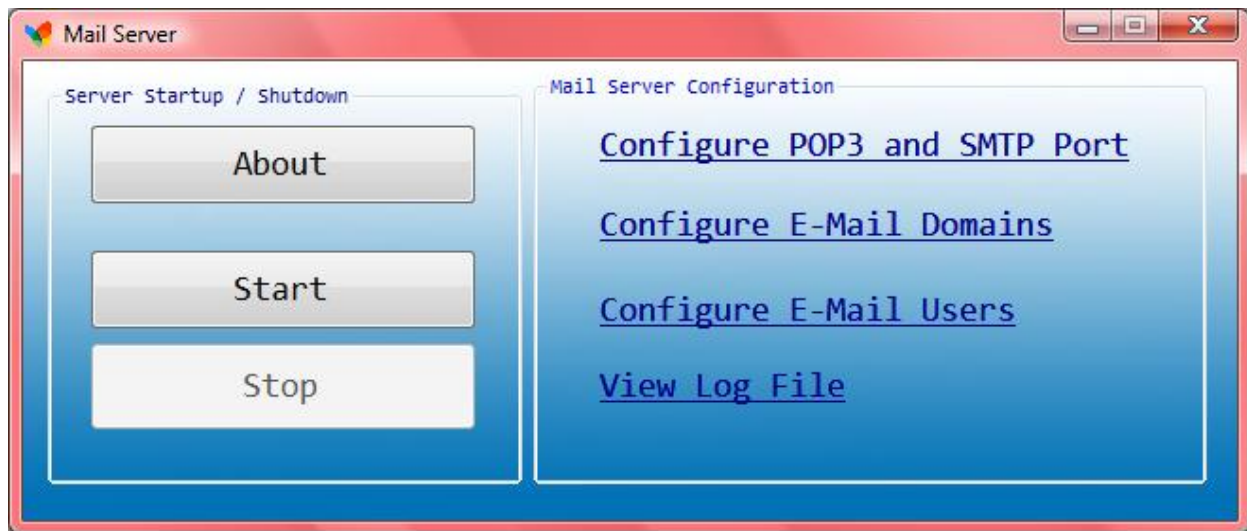 Mail Server
Server Startup / Shutdown
About
Start
Stop
Mail Server Configuration
Configure POP3 and SMTP Port
Configure E-Mail Domains
Configure E-Mail Users
View Log File